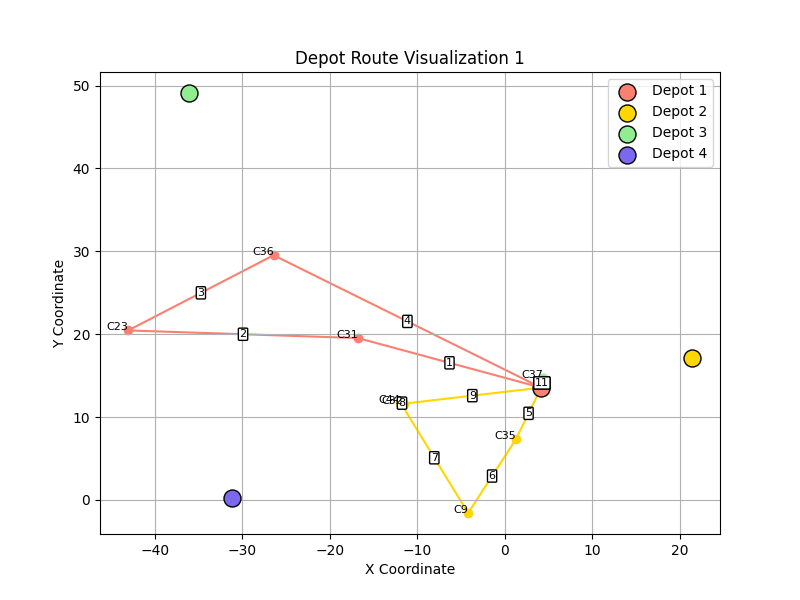 Depot Route Visualization 1
Depot 1
Depot 2
Depot 3
Depot 4
Y Coordinate
50
40
30
20
10
0
C36
3
4
C23
2
C31
1
C37
11
9
8
5
C35
7
6
C9
−40
−30
−20
−10
0
10
20
X Coordinate